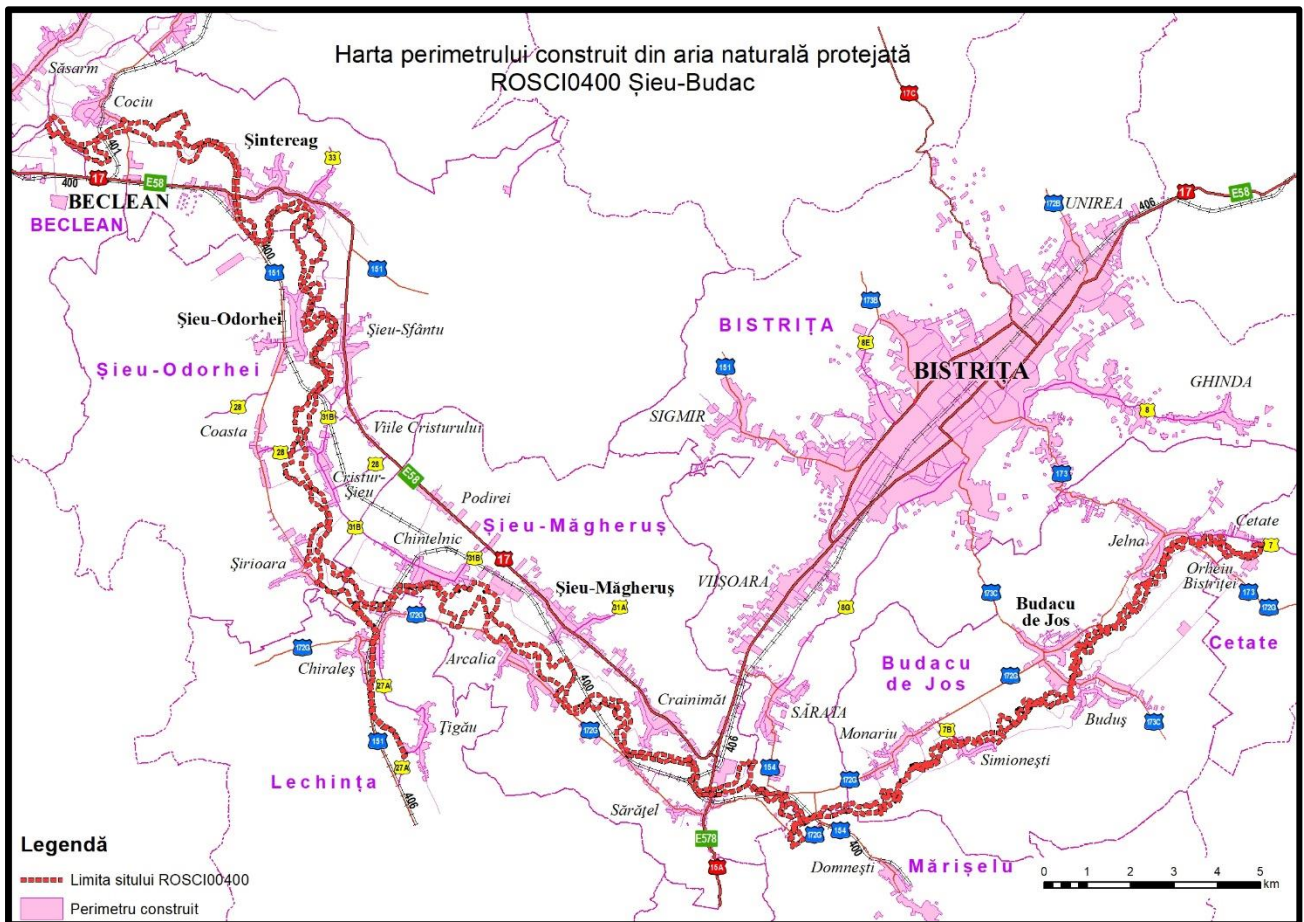 Harta perimetrului construit din aria naturală protejată
ROSCI0400 Șieu-Budac
Săsarm
Cociu
17C
Șintereag
33
401
400
17
E58
BECLEAN
BECLEAN
400
151
151
172B
UNIREA
406
17
E58
Șieu-Odorhei
Șieu-Sfântu
Șieu-Odorhei
173B
8E
BISTRIȚA
BISTRIȚA
151
SIGMIR
GHINDA
8
28
Coasta
31B
Viile Cristurului
28
28
E58
Cristur-
Șieu
Podirei
173
31B
Șieu-Măgheruș
Chintelnic
31B
17
Șirioara
Șieu-Măgheruș
31A
VIIȘOARA
8G
Jelna
Cetate
7
Orheiu
Bistriței
173
172G
173C
Budacu
de Jos
Cetate
172G
172G
Chiraleș
Arcalia
27A
400
Crainimăt
Budacu
de Jos
172G
Buduș
173C
Țigău
151
27A
172G
SĂRATA
Monariu
7B
Simionești
Lechința
406
406
154
172G
Sărățel
172G
154
400
E578
15A
Domnești
Mărișelu
Legendă
Limita sitului ROSCI00400
Perimetru construit
0 1 2 3 4 5
km